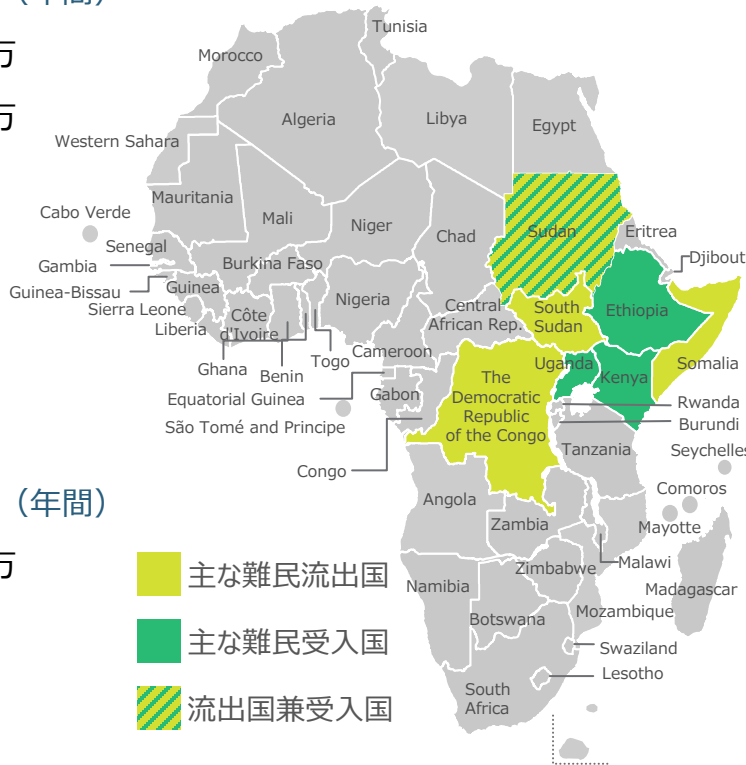 （年間）
万
万
Tunisia
Morocco
Algeria
Libya
Egypt
Western Sahara
Mauritania
Mali
Niger
Chad
Sudan
Eritrea
Cabo Verde
Senegal
Gambia
Guinea-Bissau
Guinea
Sierra Leone
Liberia
Burkina Faso
Côte
d'Ivoire
Nigeria
Djibout
Ethiopia
Central
African Rep.
South
Sudan
Somalia
Ghana
Benin
Togo
Cameroon
Equatorial Guinea
Gabon
São Tomé and Principe
Congo
The
Democratic
Republic
of the Congo
Uganda
Kenya
Rwanda
Burundi
Tanzania
Seychelles
Comoros
Mayotte
Angola
Zambia
Malawi
Zimbabwe
Madagascar
Mozambique
Namibia
Botswana
Swaziland
Lesotho
South
Africa
（年間）
万
主な難民流出国
主な難民受入国
流出国兼受入国